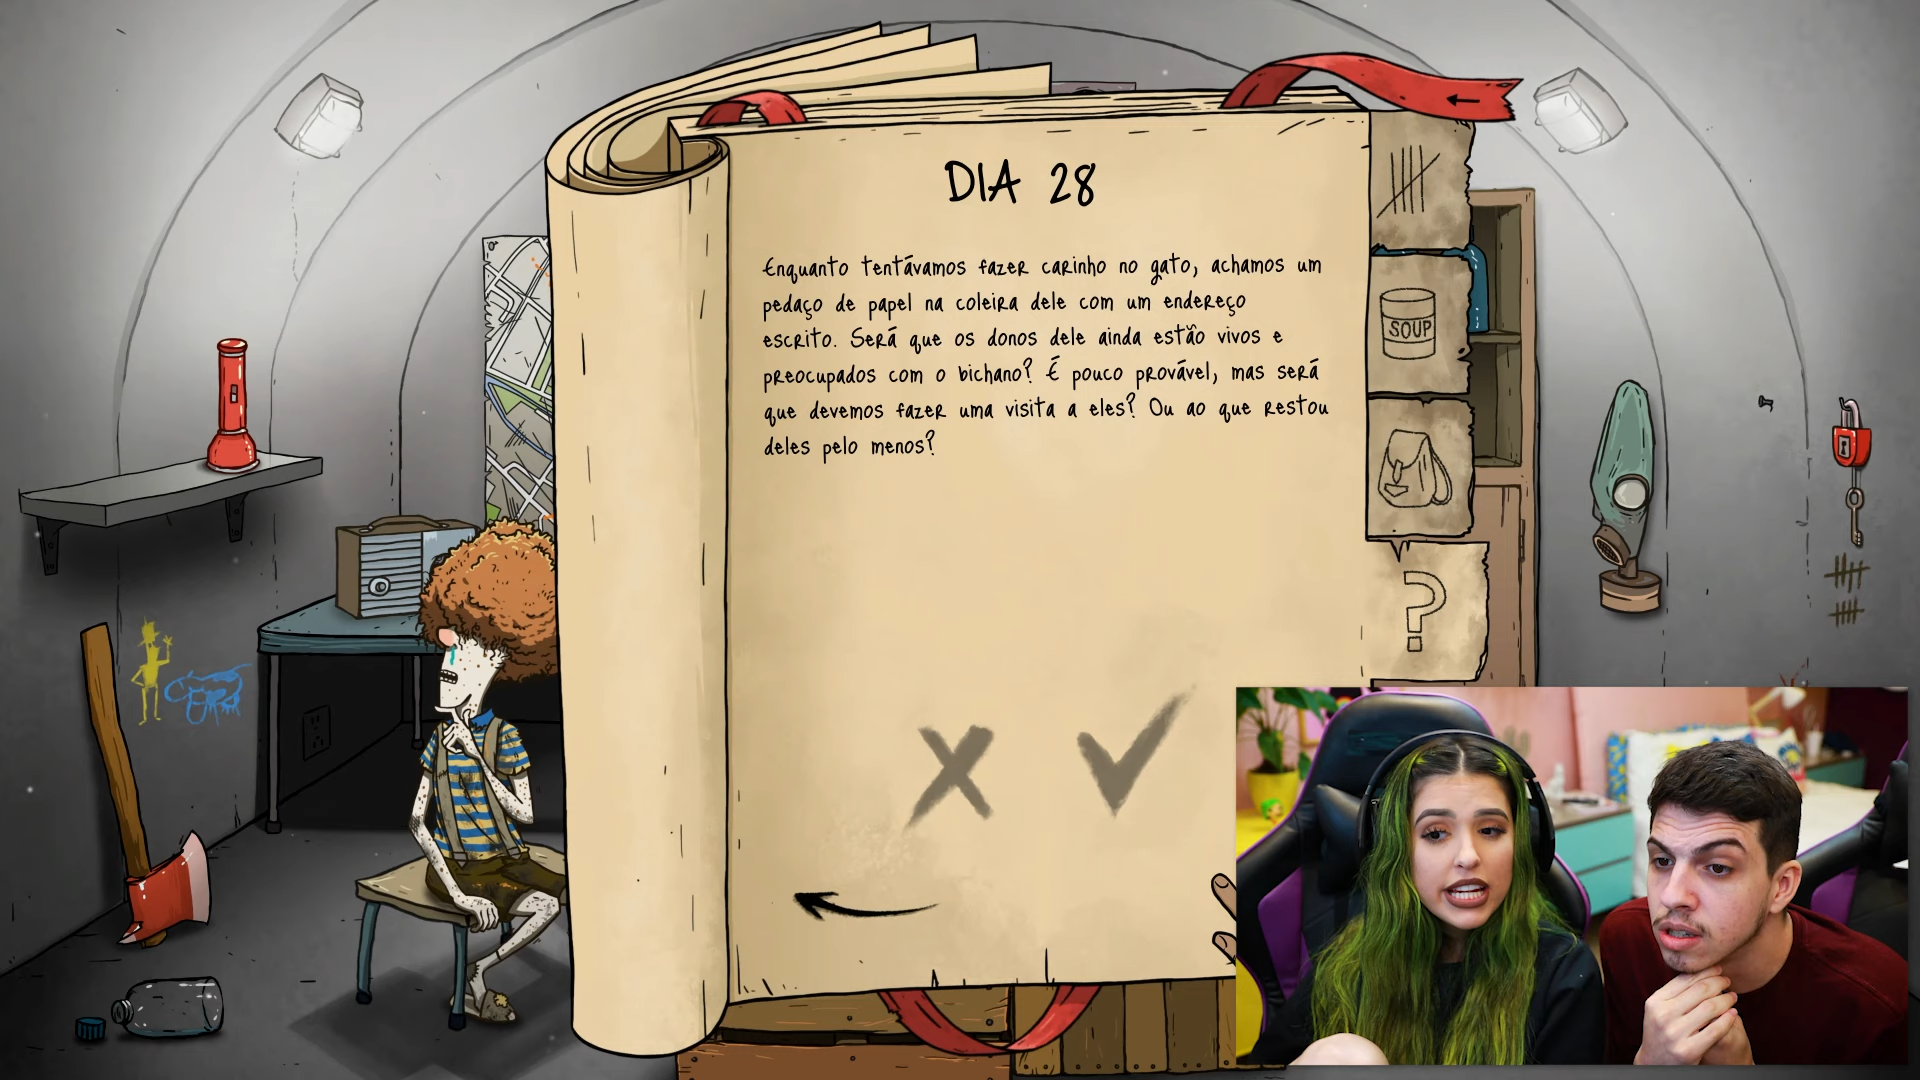 DIA 28
Enquanto tentávamos fazer carinho no gato, achamos um
pedaço de papel na coleira dele com um endereço
escrito. Será que os donos dele ainda estão vivos e
preocupados com o bichano? É pouco provável, mas será
que devemos fazer uma visita a eles? Ou ao que restou
deles pelo menos?
SOUP
?